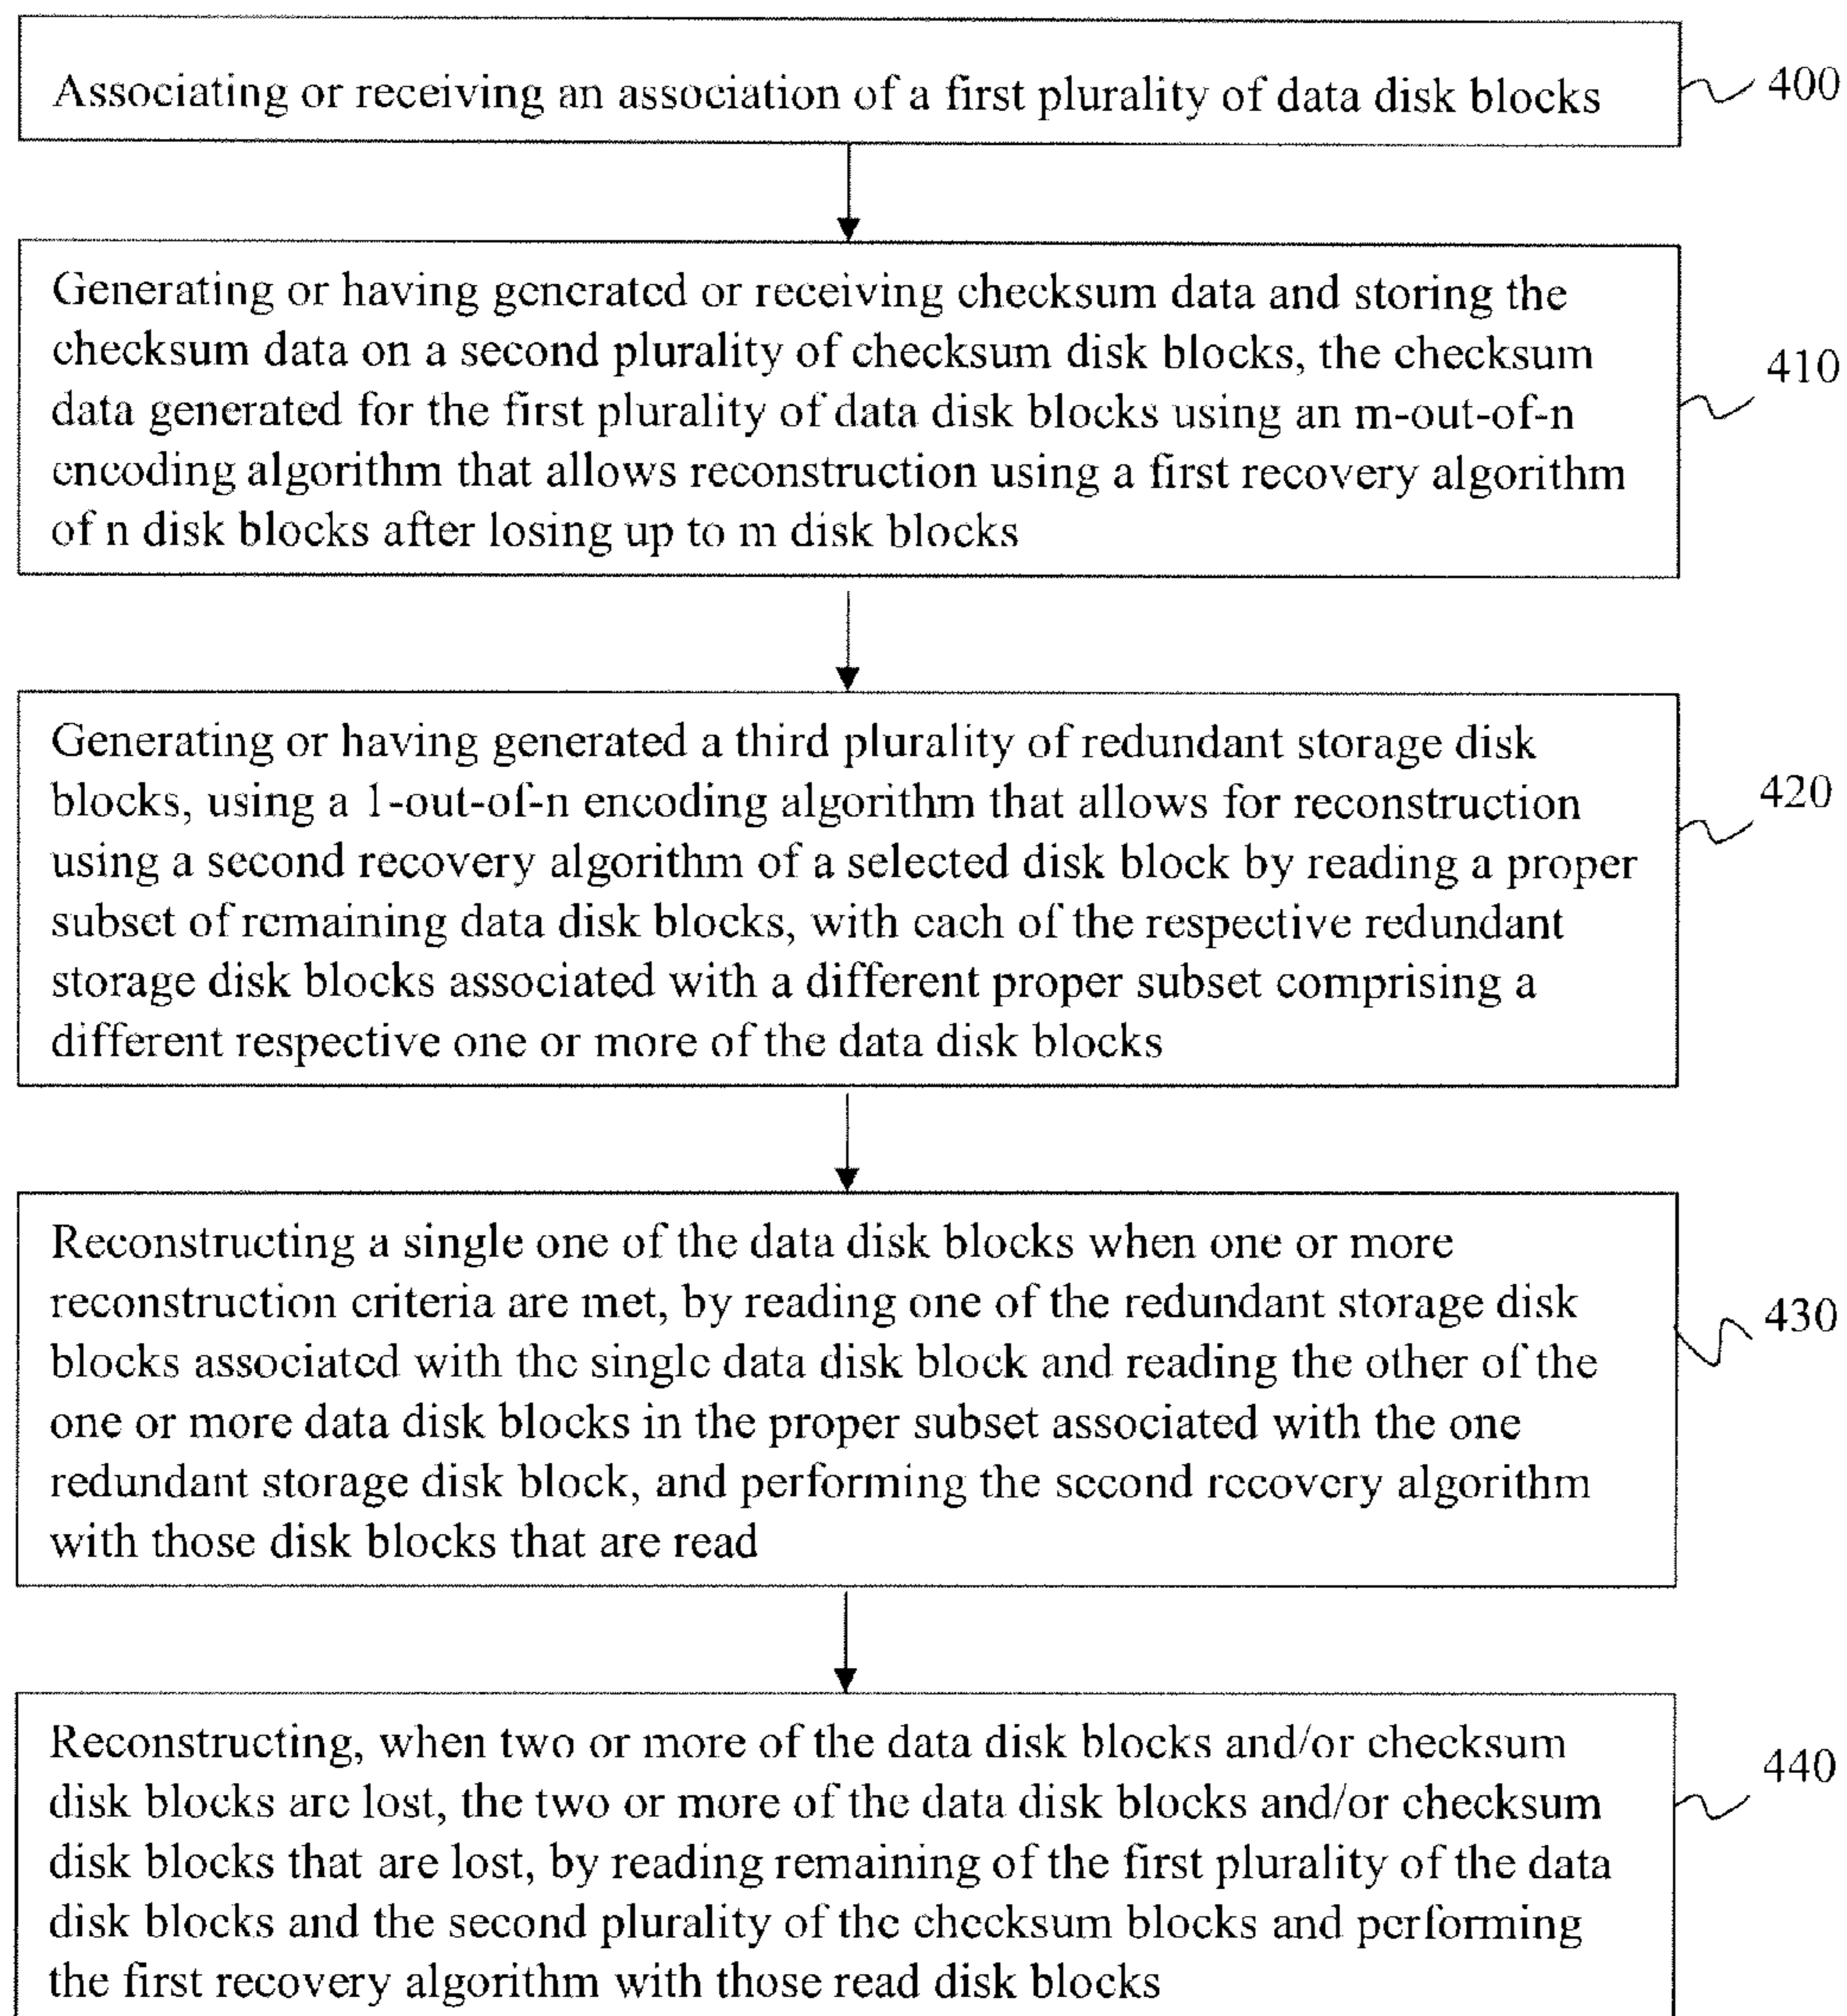 Associating or receiving an association of a first plurality of data disk blocks
400
Generating or having generated or receiving checksum data and storing the
checksum data on a second plurality of checksum disk blocks, the checksum
data generated for the first plurality of data disk blocks using an m-out-of-n
encoding algorithm that allows reconstruction using a first recovery algorithm
of n disk blocks after losing up to m disk blocks
410
Generating or having generated a third plurality of redundant storage disk
blocks, using a 1-out-of-n encoding algorithm that allows for reconstruction
using a second recovery algorithm of a selected disk block by reading a proper
subset of remaining data disk blocks, with each of the respective redundant
storage disk blocks associated with a different proper subset comprising a
different respective one or more of the data disk blocks
420
Reconstructing a single one of the data disk blocks when one or more
reconstruction criteria are met, by reading one of the redundant storage disk
blocks associated with the single data disk block and reading the other of the
one or more data disk blocks in the proper subset associated with the one
redundant storage disk block, and performing the second recovery algorithm
with those disk blocks that are read
430
Reconstructing, when two or more of the data disk blocks and/or checksum
disk blocks are lost, the two or more of the data disk blocks and/or checksum
disk blocks that are lost, by reading remaining of the first plurality of the data
disk blocks and the second plurality of the checksum blocks and performing
the first recovery algorithm with those read disk blocks
440